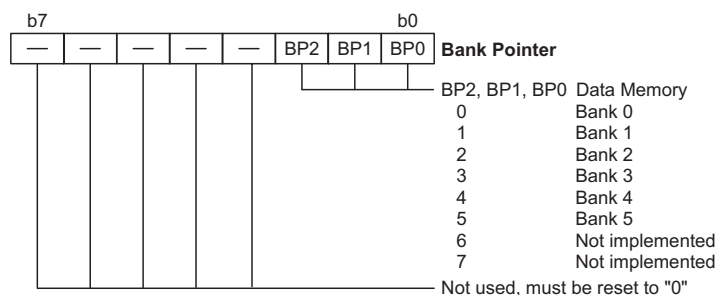 b7 b0
— — — — — BP2 BP1 BP0 Bank Pointer
BP2, BP1, BP0 Data Memory
0 Bank 0
1 Bank 1
2 Bank 2
3 Bank 3
4 Bank 4
5 Bank 5
6 Not implemented
7 Not implemented
Not used, must be reset to "0"